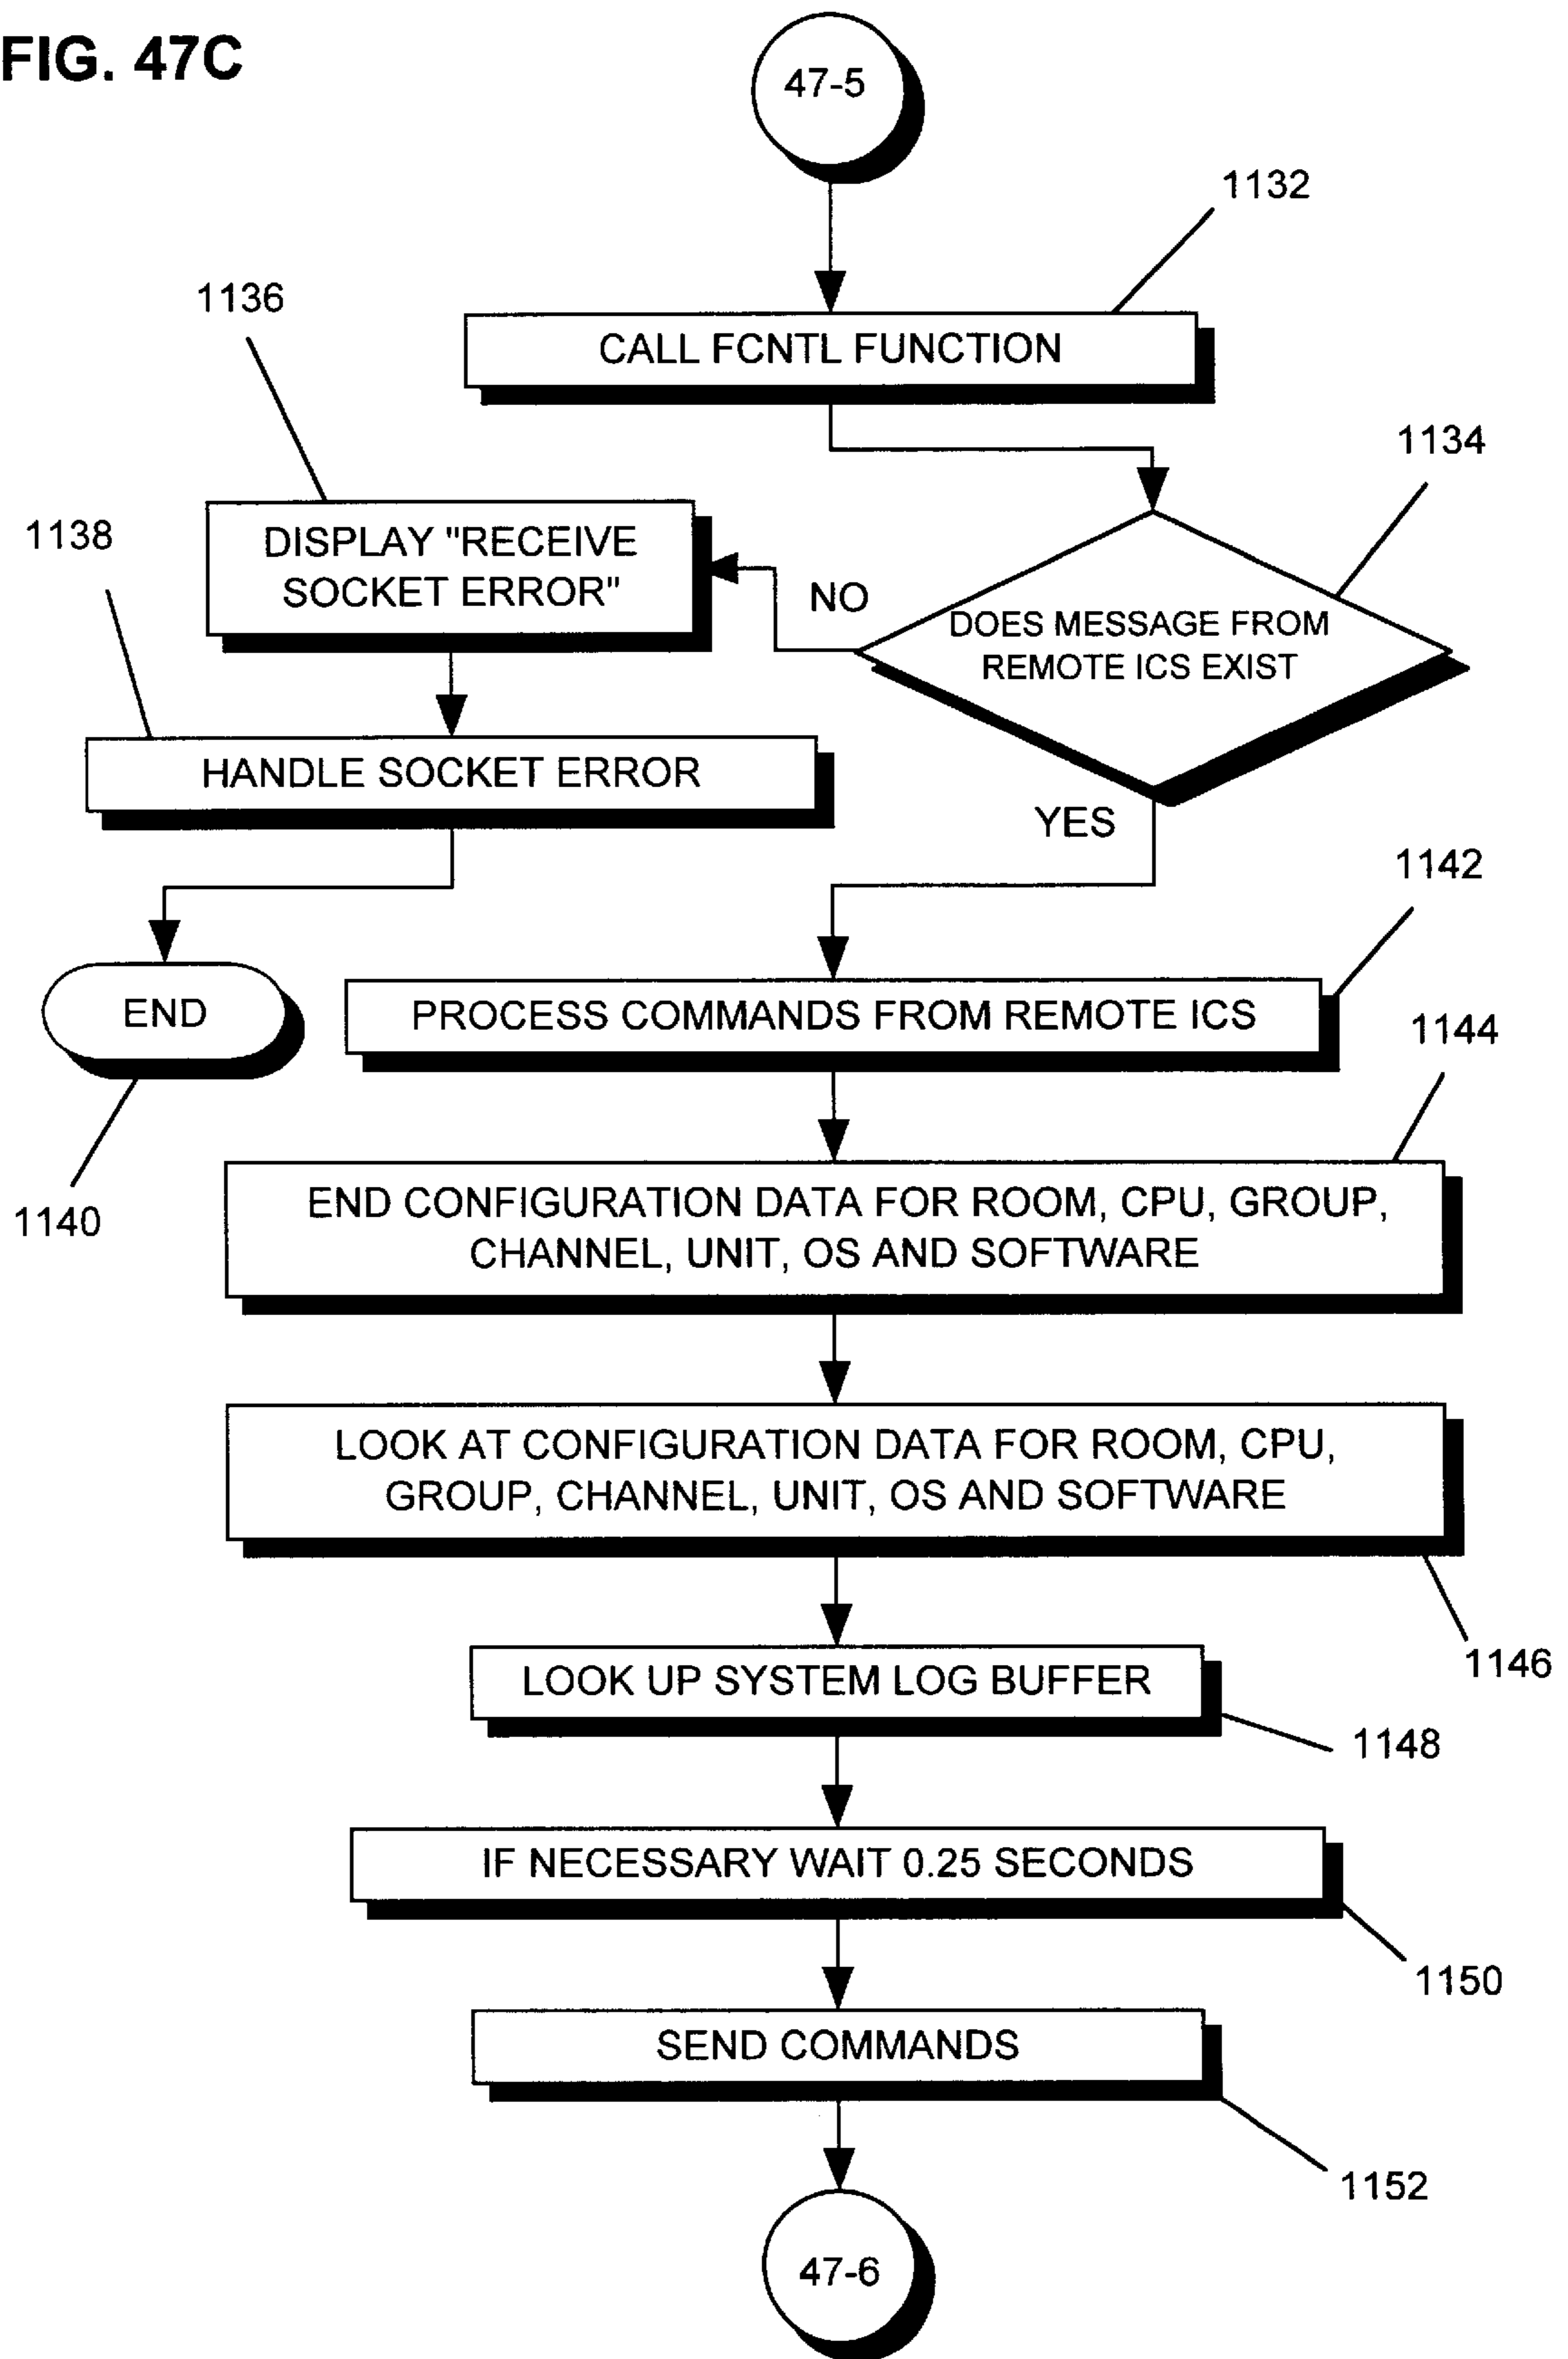 FIG. 47C
47-5
1132
CALL FCNTL FUNCTION
1136
1134
DISPLAY "RECEIVE
SOCKET ERROR"
1138
NO
DOES MESSAGE FROM
REMOTE ICS EXIST
HANDLE SOCKET ERROR
YES
1142
END
PROCESS COMMANDS FROM REMOTE ICS
1140
1144
END CONFIGURATION DATA FOR ROOM, CPU, GROUP,
CHANNEL, UNIT, OS AND SOFTWARE
LOOK AT CONFIGURATION DATA FOR ROOM, CPU,
GROUP, CHANNEL, UNIT, OS AND SOFTWARE
1146
LOOK UP SYSTEM LOG BUFFER
1148
IF NECESSARY WAIT 0.25 SECONDS
1150
SEND COMMANDS
1152
47-6